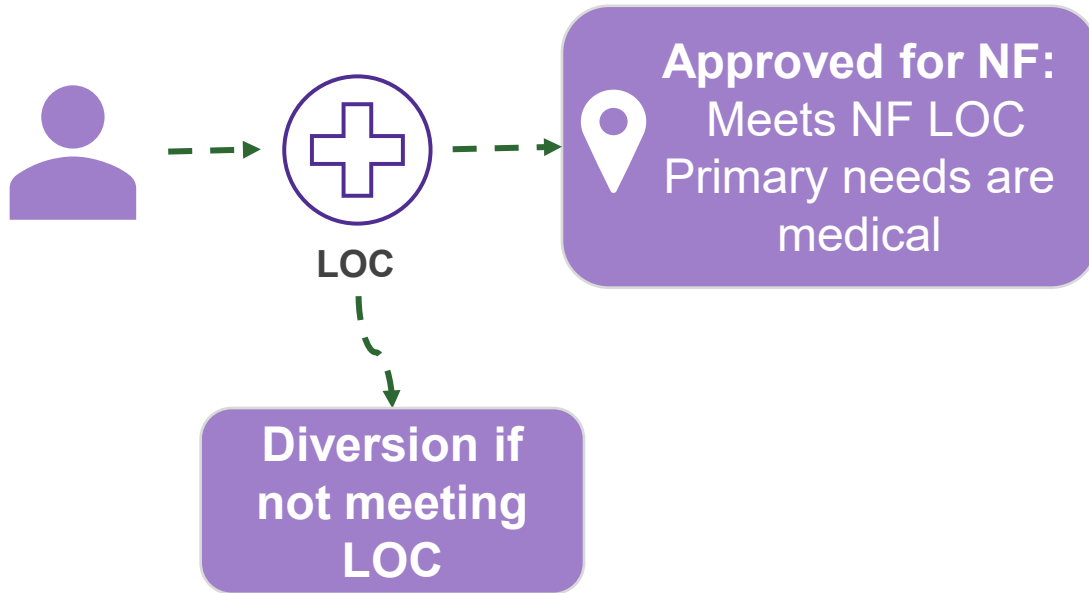 Approved for NF:
Meets NF LOC
Primary needs are
medical
LOC
Diversion if
not meeting
LOC